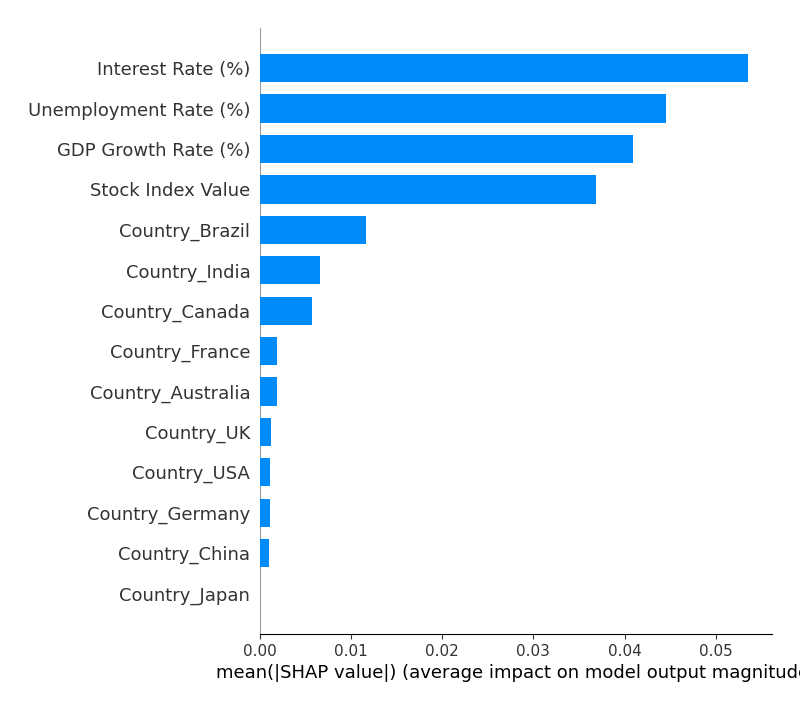 Interest Rate (%)
Unemployment Rate (%)
GDP Growth Rate (%)
Stock Index Value
Country_Brazil
Country_India
Country_Canada
Country_France
Country_Australia
Country_UK
Country_USA
Country_Germany
Country_China
Country_Japan
0.00 0.01 0.02 0.03 0.04 0.05
mean(|SHAP value|) (average impact on model output magnitude